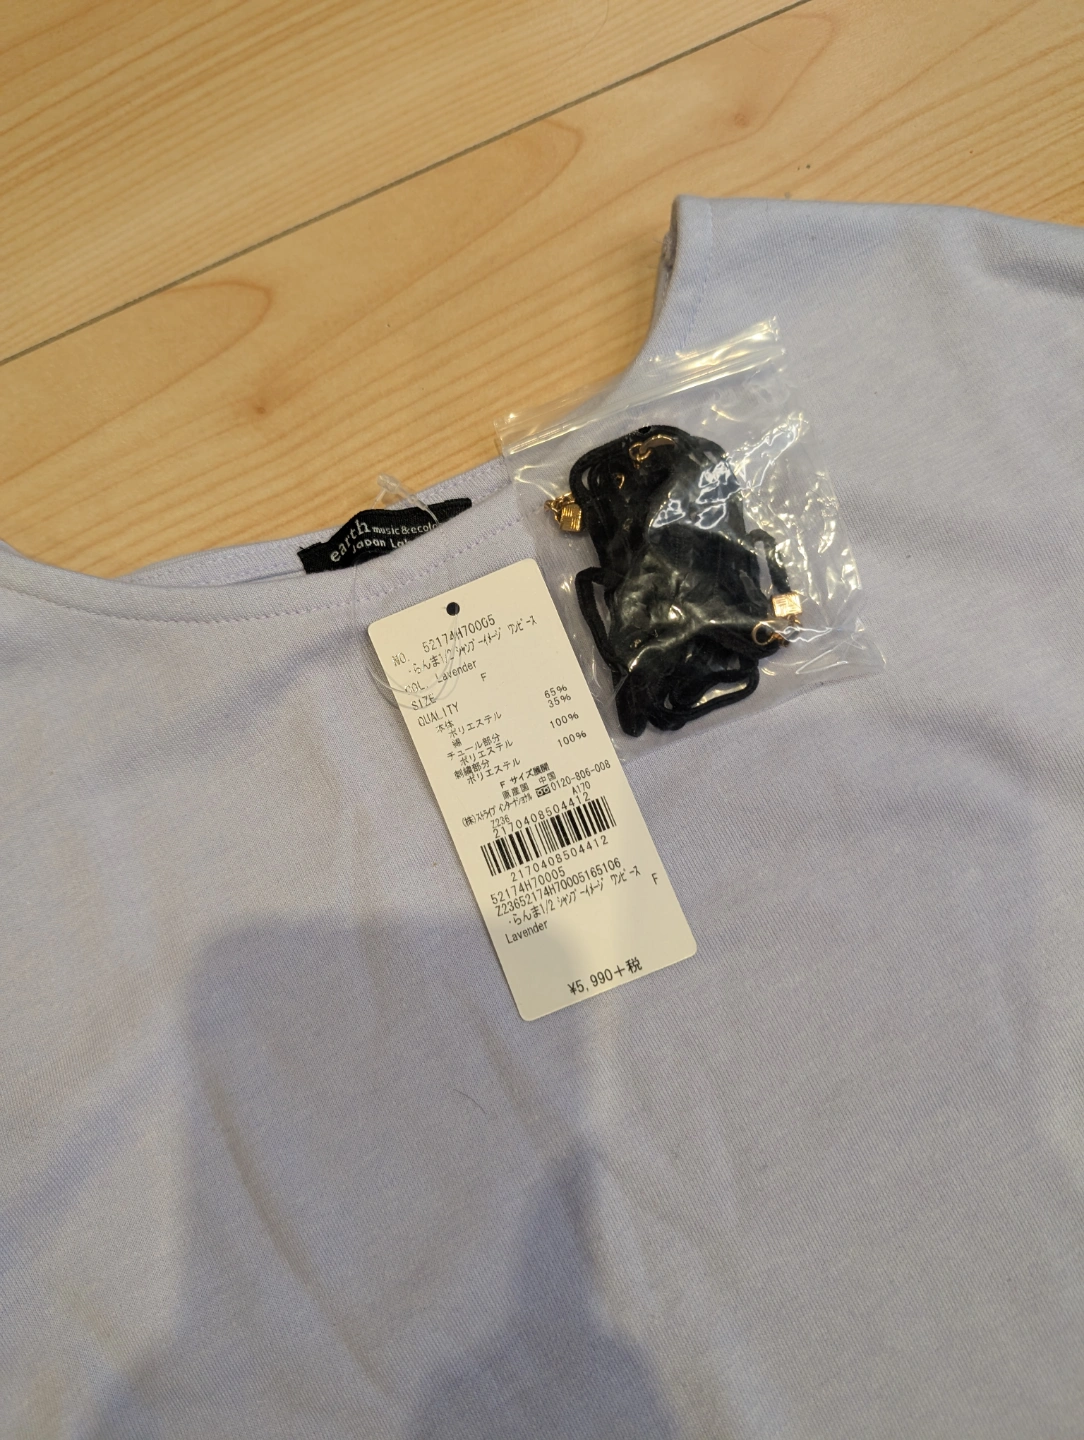 earth music&ecolo
Japan Lab
NO. 52174H70005
・らんま1/2 シャンプーイメージ ワンピース
COL. Lavender
SIZE F
QUALITY
本体
ポリエステル 65%
綿 35%
チュール部分
ポリエステル 100%
刺繍部分
ポリエステル 100%
F サイズ展開
原産国 中国
(株)ストライプ インターナショナル 0120-806-008
Z236 A170
2170408504412
2170408504412
52174H70005
Z23652174H70005165106
・らんま1/2 シャンプーイメージ ワンピース
Lavender F
¥5,990+税